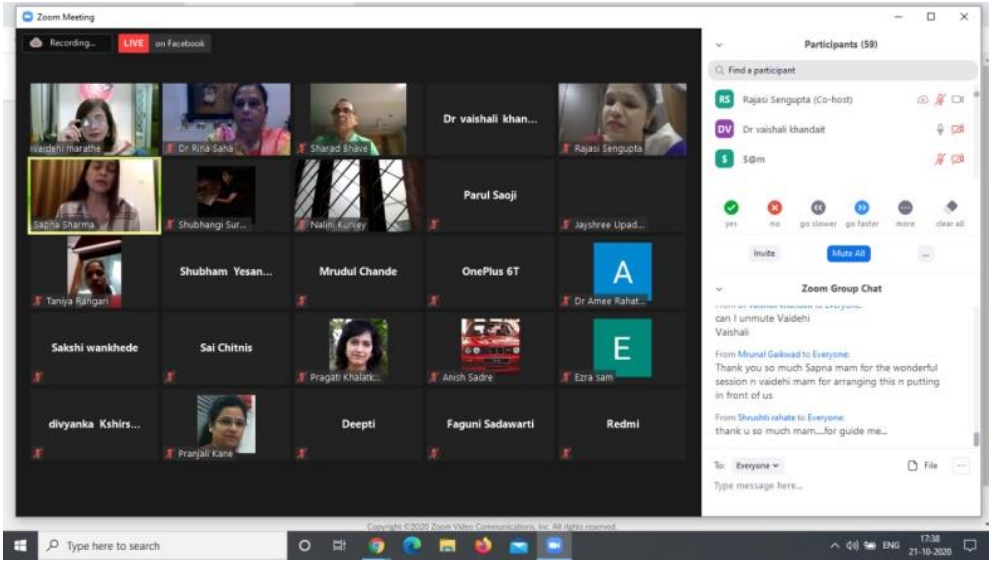 Zoom Meeting
Recording...
LIVE on Facebook
vaidehi marathe
Dr Rina Saha
Sharad Bhave
Dr vaishali khan...
Rajasi Sengupta
Sapna Sharma
Shubhangi Sur...
Nalini Kurvey
Parul Saoji
Jayshree Upad...
Taniya Rangari
Shubham Yesan...
Mrudul Chande
OnePlus 6T
A
Dr Amee Rahat...
Sakshi wankhede
Sai Chitnis
Pragati Khalatk...
Anish Sadre
E
Ezra sam
divyanka Kshirs...
Pranjali Kane
Deepti
Faguni Sadawarti
Redmi
Participants (59)
Find a participant
RS Rajasi Sengupta (Co-host)
DV Dr vaishali khandait
S S@m
yes no go slower go faster more clear all
Invite Mute All ...
Zoom Group Chat
From Dr vaishali khandait to Everyone:
can I unmute Vaidehi
Vaishali
From Mrunal Gaikwad to Everyone:
Thank you so much Sapna mam for the wonderful
session n vaidehi mam for arranging this n putting
in front of us
From Shrushti rahate to Everyone:
thank u so much mam....for guide me...
To: Everyone File ...
Type message here...
Copyright ©2020 Zoom Video Communications, Inc. All rights reserved.
Type here to search
ENG
17:38
21-10-2020